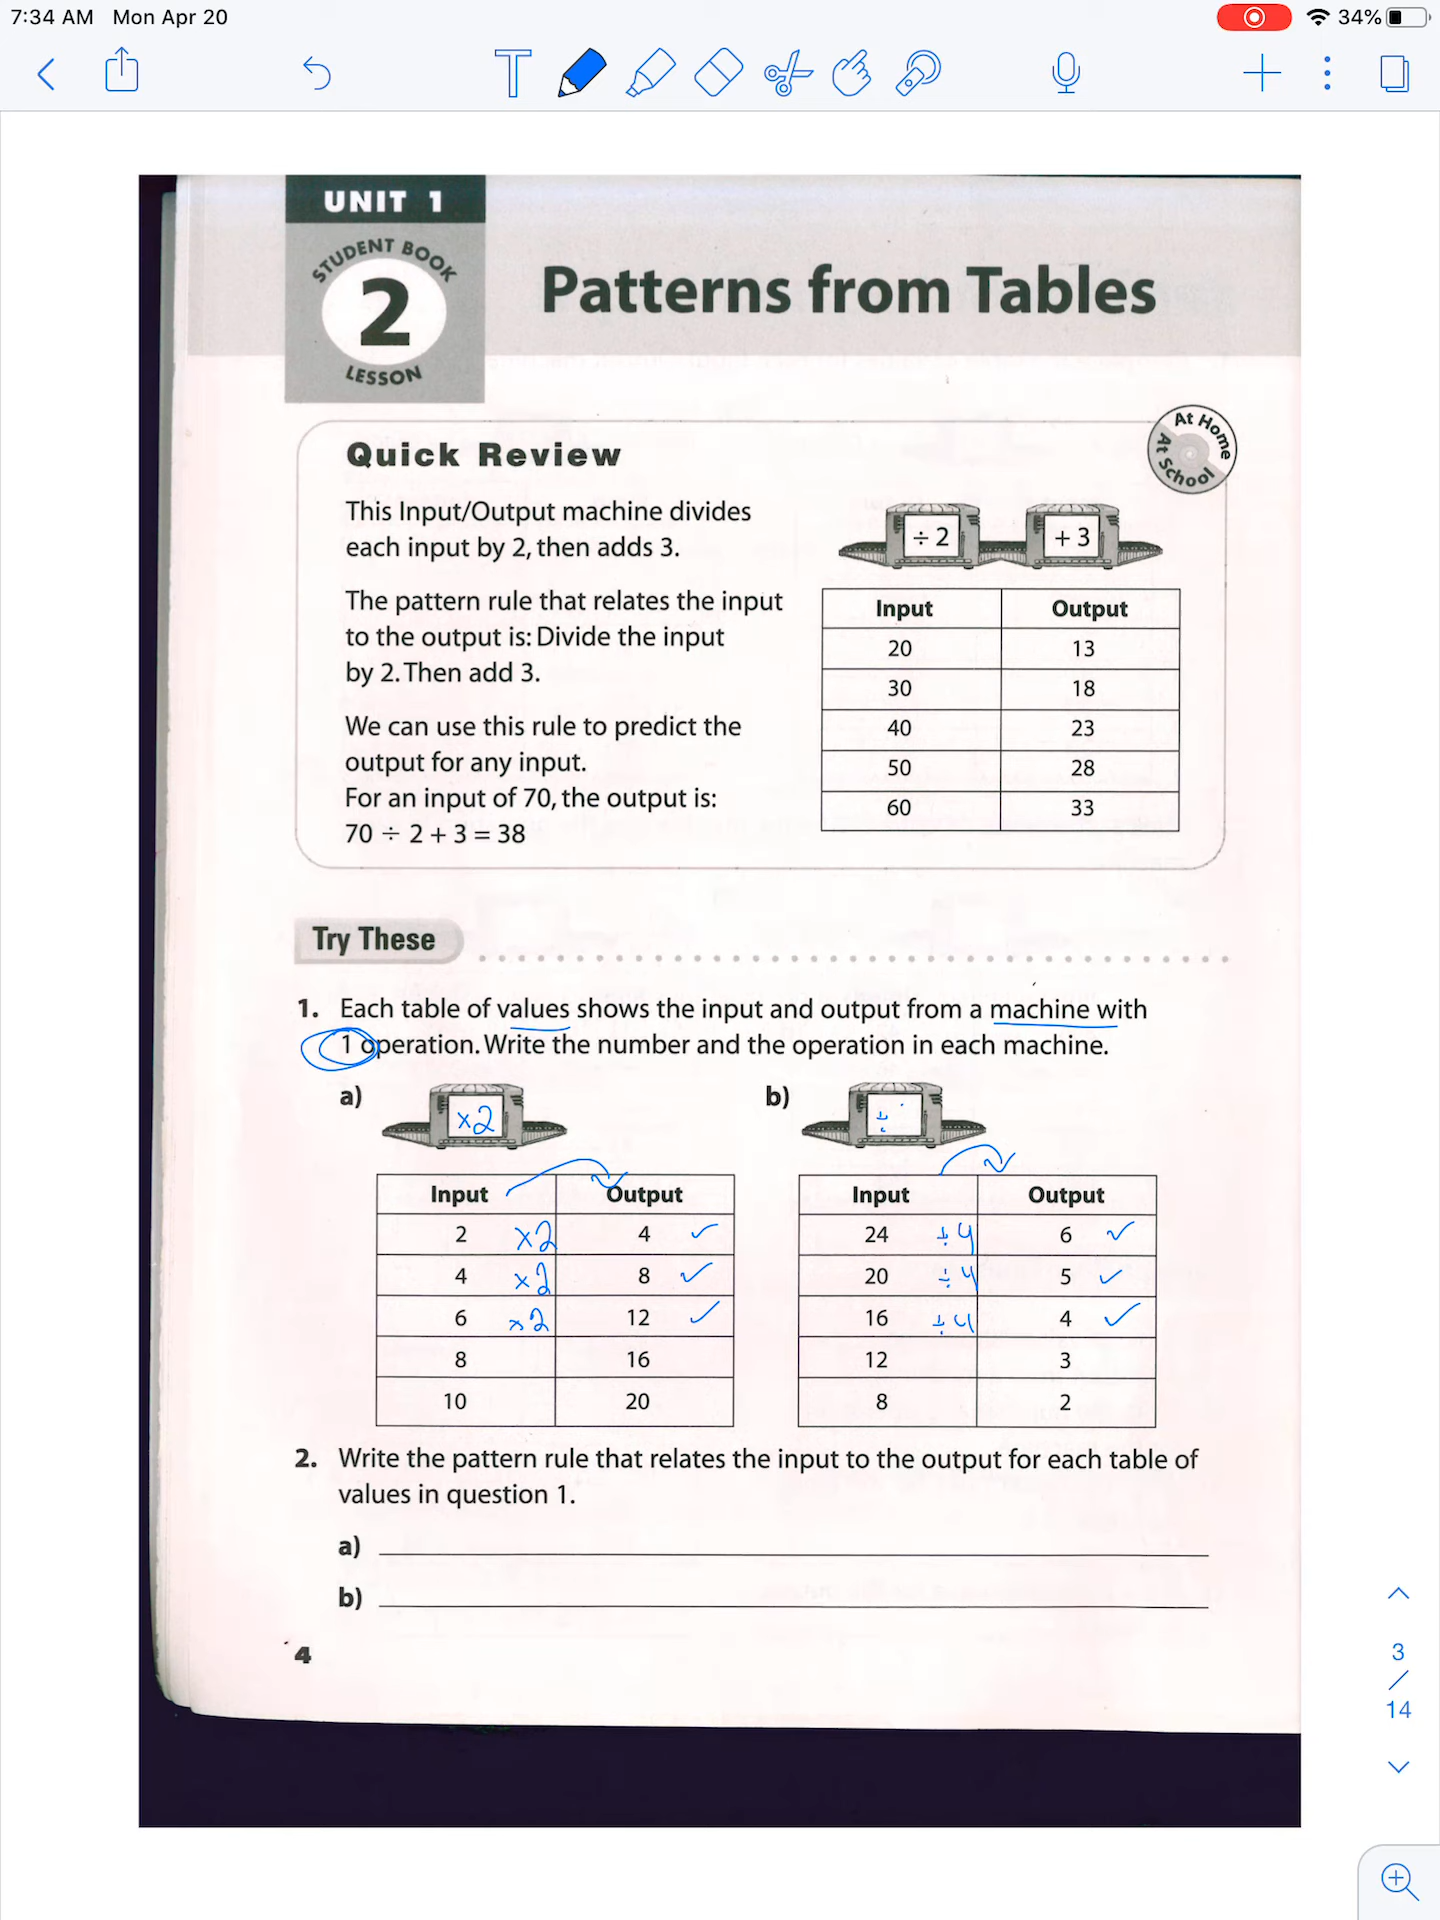 7:34 AM Mon Apr 20
34%
T
UNIT 1
STUDENT BOOK
2
LESSON
Patterns from Tables
Quick Review
At Home
At School
This Input/Output machine divides
each input by 2, then adds 3.
The pattern rule that relates the input
to the output is: Divide the input
by 2. Then add 3.
We can use this rule to predict the
output for any input.
For an input of 70, the output is:
70 ÷ 2 + 3 = 38
÷ 2 + 3
Input Output
20 13
30 18
40 23
50 28
60 33
Try These
1. Each table of values shows the input and output from a machine with
1 operation. Write the number and the operation in each machine.
a)
×2
Input Output
2 ×2 4 ✓
4 ×2 8 ✓
6 ×2 12 ✓
8 16
10 20
b)
÷
Input Output
24 ÷4 6 ✓
20 ÷4 5 ✓
16 ÷4 4 ✓
12 3
8 2
2. Write the pattern rule that relates the input to the output for each table of
values in question 1.
a)
b)
4
3
/
14